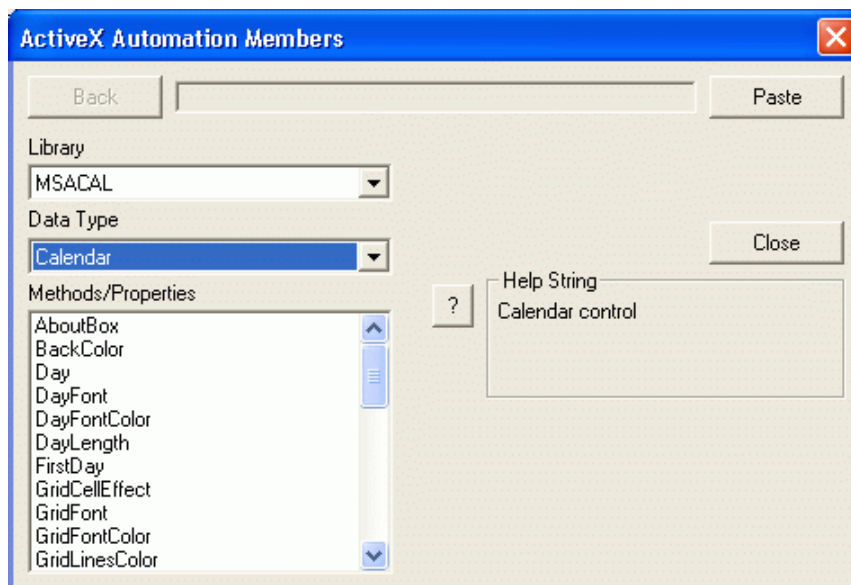 ActiveX Automation Members
Back
Paste
Library
MSACAL
Data Type
Calendar
Close
Methods/Properties
?
Help String
Calendar control
AboutBox
BackColor
Day
DayFont
DayFontColor
DayLength
FirstDay
GridCellEffect
GridFont
GridFontColor
GridLinesColor